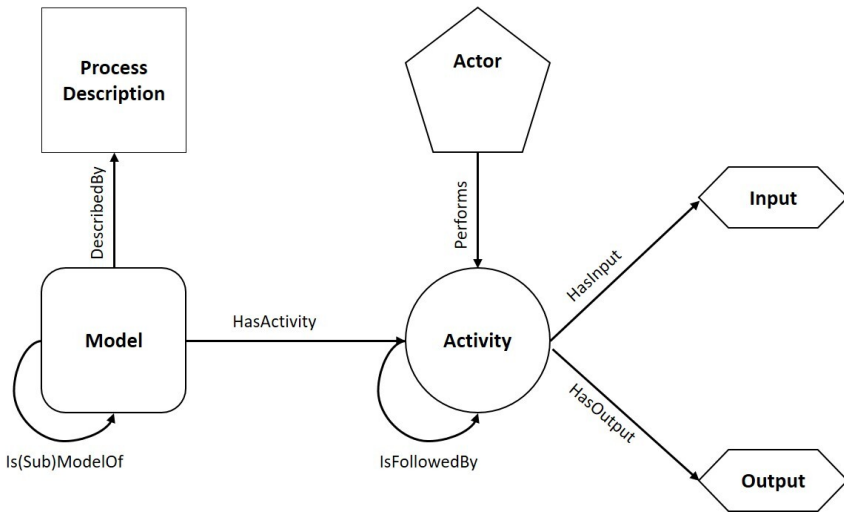 Process
Description
Actor
DescribedBy
Performs
Input
HasInput
Model
HasActivity
Activity
HasOutput
Is(Sub)ModelOf
IsFollowedBy
Output